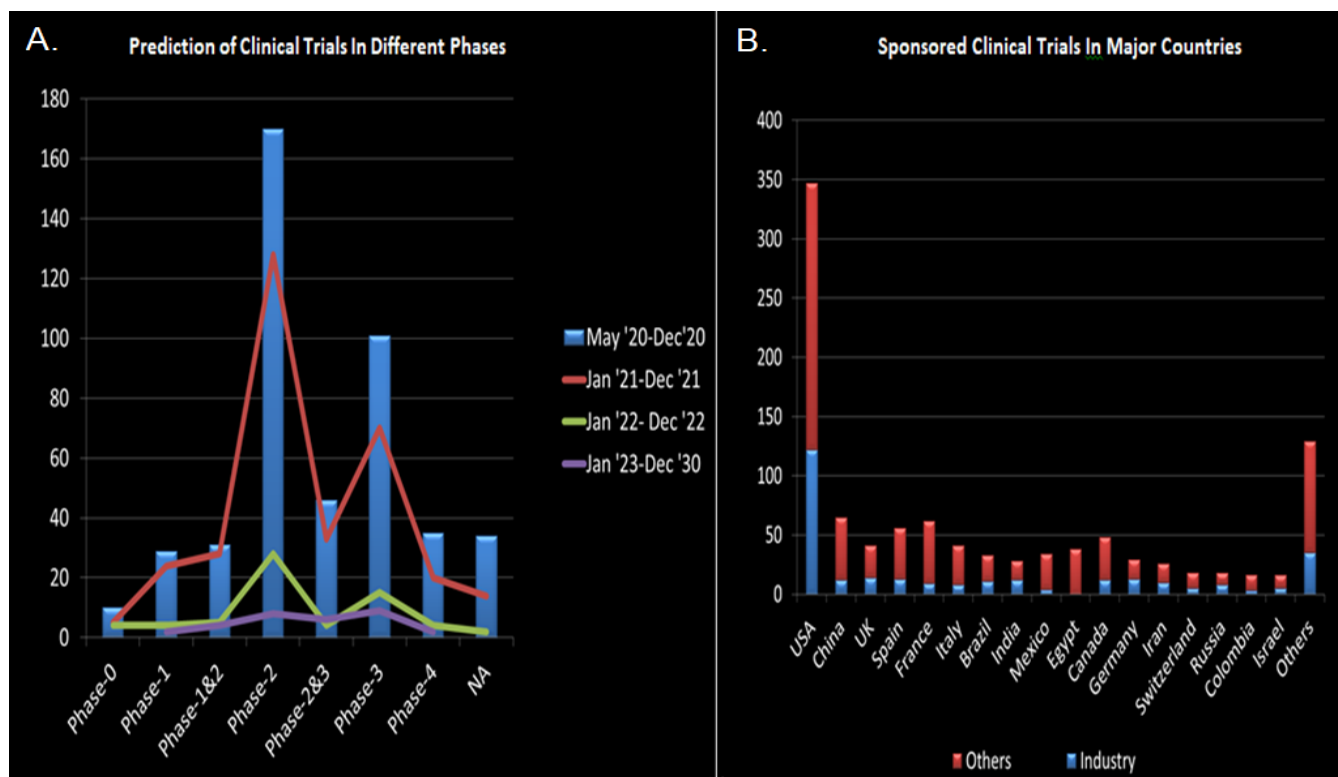 A.
Prediction of Clinical Trials In Different Phases
180
160
140
120
100
80
60
40
20
0
Phase-0
Phase-1
Phase-1&2
Phase-2
Phase-2&3
Phase-3
Phase-4
NA
May '20-Dec'20
Jan '21-Dec '21
Jan '22- Dec '22
Jan '23-Dec '30
B.
Sponsored Clinical Trials In Major Countries
400
350
300
250
200
150
100
50
0
USA
China
UK
Spain
France
Italy
Brazil
India
Mexico
Egypt
Canada
Germany
Iran
Switzerland
Russia
Colombia
Israel
Others
Others
Industry